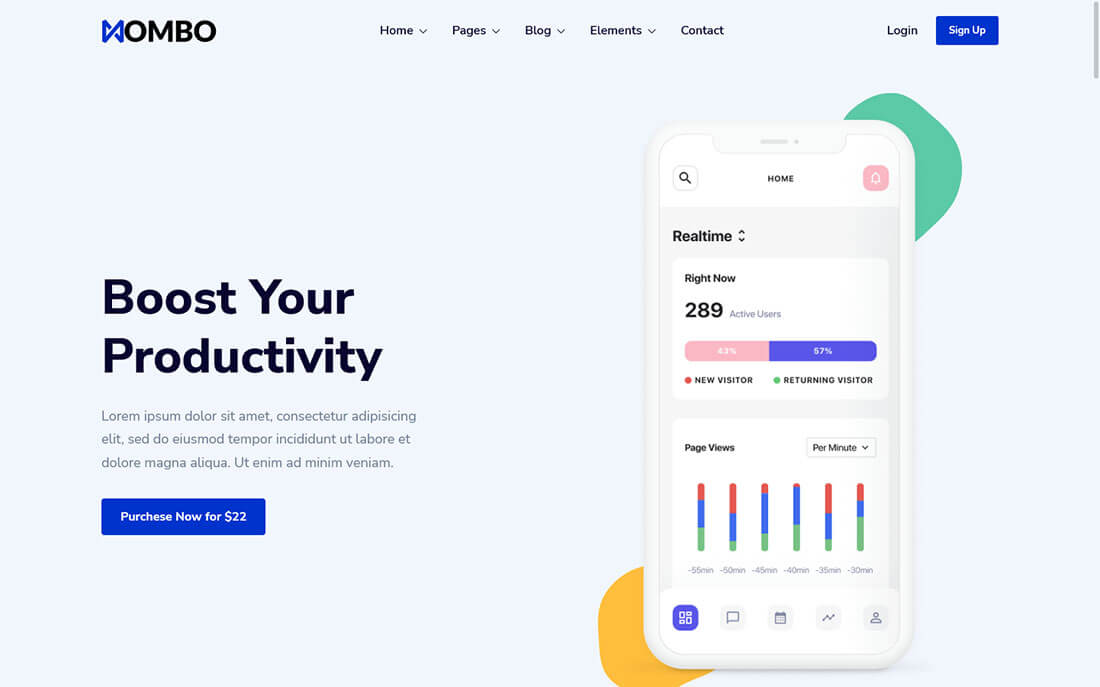 MOMBO
Home Pages Blog Elements Contact
Login Sign Up
Boost Your
Productivity
Lorem ipsum dolor sit amet, consectetur adipisicing
elit, sed do eiusmod tempor incididunt ut labore et
dolore magna aliqua. Ut enim ad minim veniam.
Purchese Now for $22
HOME
Realtime
Right Now
289 Active Users
43% 57%
NEW VISITOR RETURNING VISITOR
Page Views Per Minute
-55min -50min -45min -40min -35min -30min